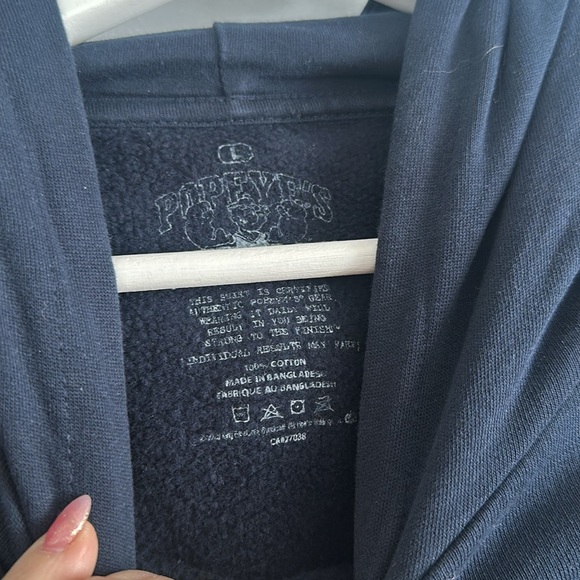 L
POPEYE'S
THIS SHIRT IS CERTIFIED
AUTHENTIC POPEYE'S® GEAR
WEARING IT DAILY WILL
RESULT IN YOU BEING
STRONG TO THE FINISH*
*INDIVIDUAL RESULTS MAY VARY
100% COTTON
MADE IN BANGLADESH
FABRIQUÉ AU BANGLADESH
CA#27038